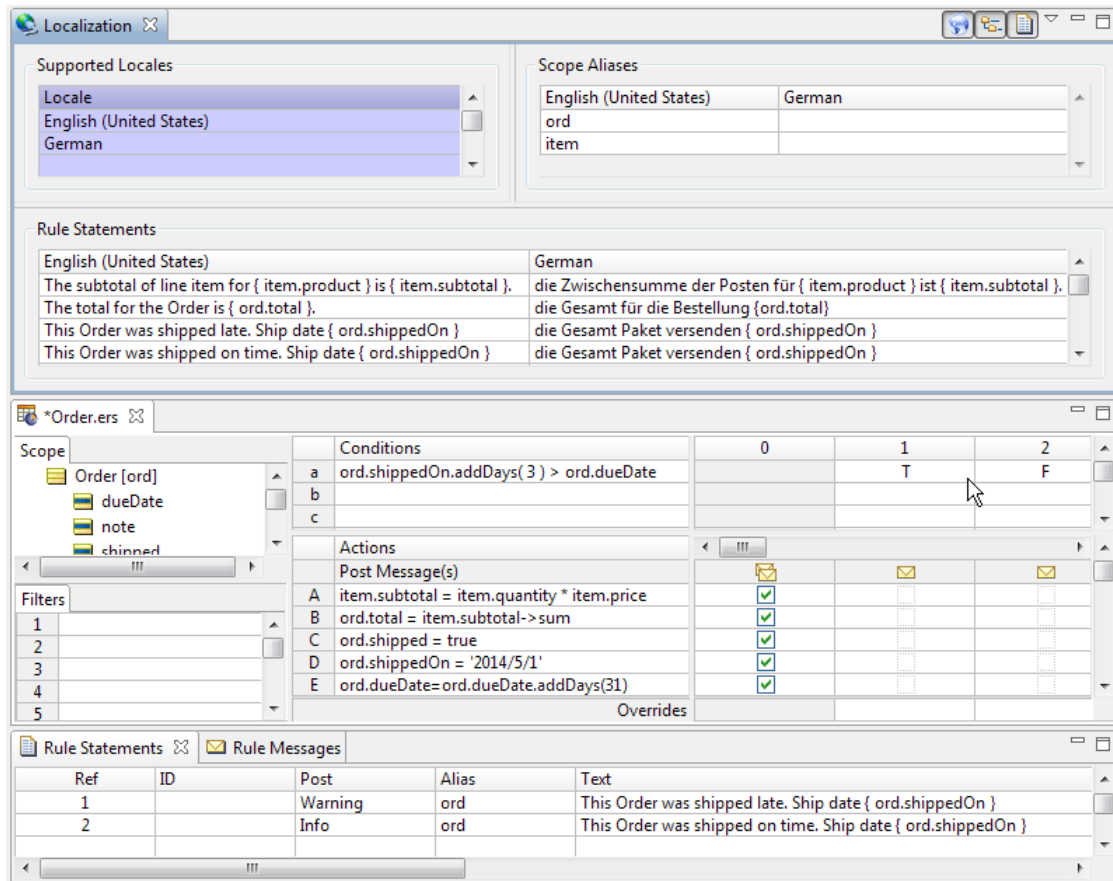 Localization
Supported Locales
Locale
English (United States)
German
Scope Aliases
English (United States) German
ord
item
Rule Statements
English (United States) German
The subtotal of line item for { item.product } is { item.subtotal }. die Zwischensumme der Posten für { item.product } ist { item.subtotal }.
The total for the Order is { ord.total }. die Gesamt für die Bestellung {ord.total}
This Order was shipped late. Ship date { ord.shippedOn } die Gesamt Paket versenden { ord.shippedOn }
This Order was shipped on time. Ship date { ord.shippedOn } die Gesamt Paket versenden { ord.shippedOn }
*Order.ers
Scope
Order [ord]
dueDate
note
shipped
Filters
1
2
3
4
5
Conditions 0 1 2
a ord.shippedOn.addDays( 3 ) > ord.dueDate T F
b
c
Actions
Post Message(s)
A item.subtotal = item.quantity * item.price
B ord.total = item.subtotal->sum
C ord.shipped = true
D ord.shippedOn = '2014/5/1'
E ord.dueDate=ord.dueDate.addDays(31)
Overrides
Rule Statements Rule Messages
Ref ID Post Alias Text
1 Warning ord This Order was shipped late. Ship date { ord.shippedOn }
2 Info ord This Order was shipped on time. Ship date { ord.shippedOn }